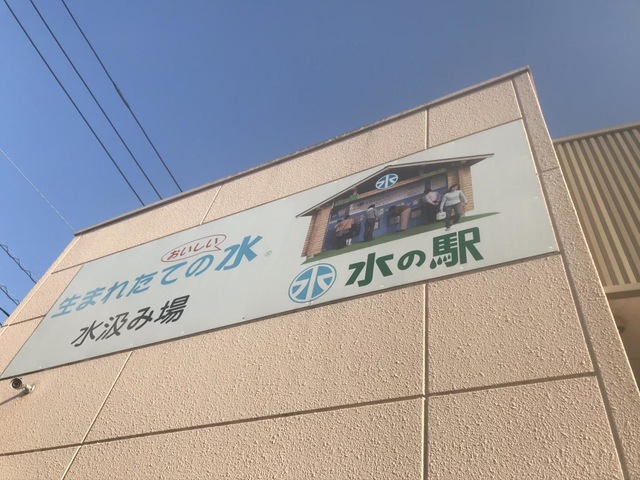 おいしい
生まれたての水®
水汲み場
水
水
水の駅